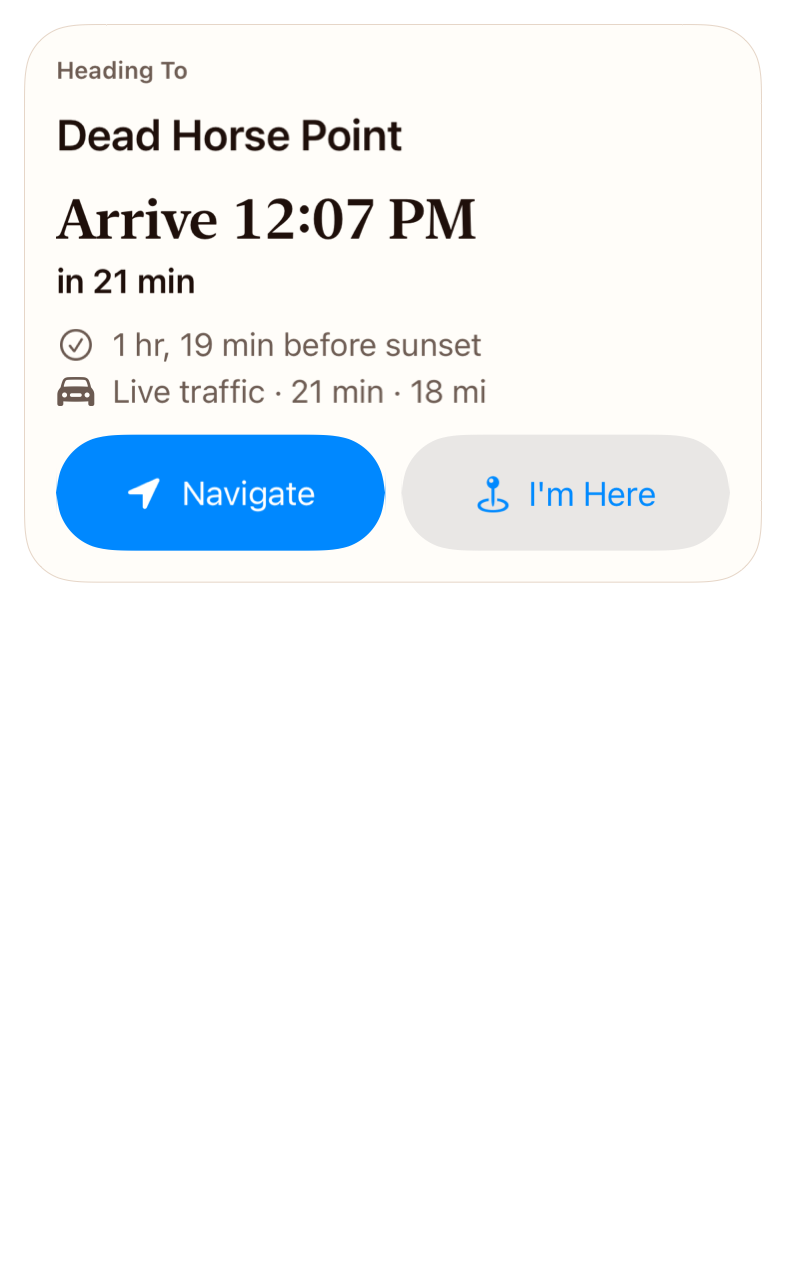 Heading To
Dead Horse Point
Arrive 12:07 PM
in 21 min
1 hr, 19 min before sunset
Live traffic · 21 min · 18 mi
Navigate
I'm Here